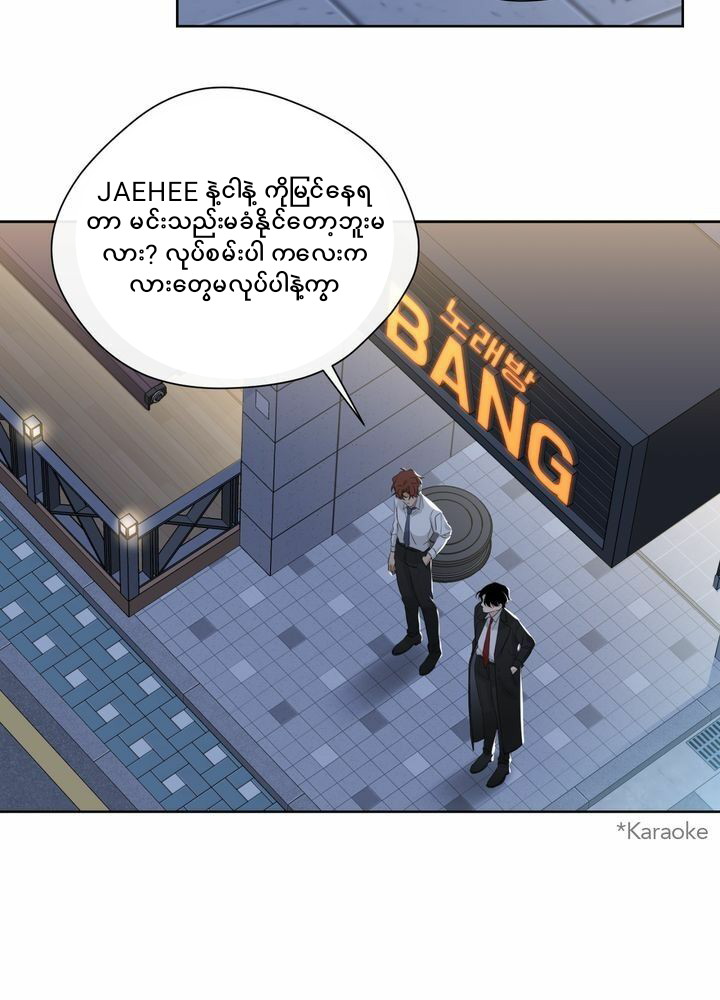 JAEHEE နဲ့ငါနဲ့ ကိုမြင်နေရ
တာ မင်းသည်းမခံနိုင်တော့ဘူးမ
လား? လုပ်စမ်းပါ ကလေးက
လားတွေမလုပ်ပါနဲ့ကွာ
노래방
BANG
*Karaoke